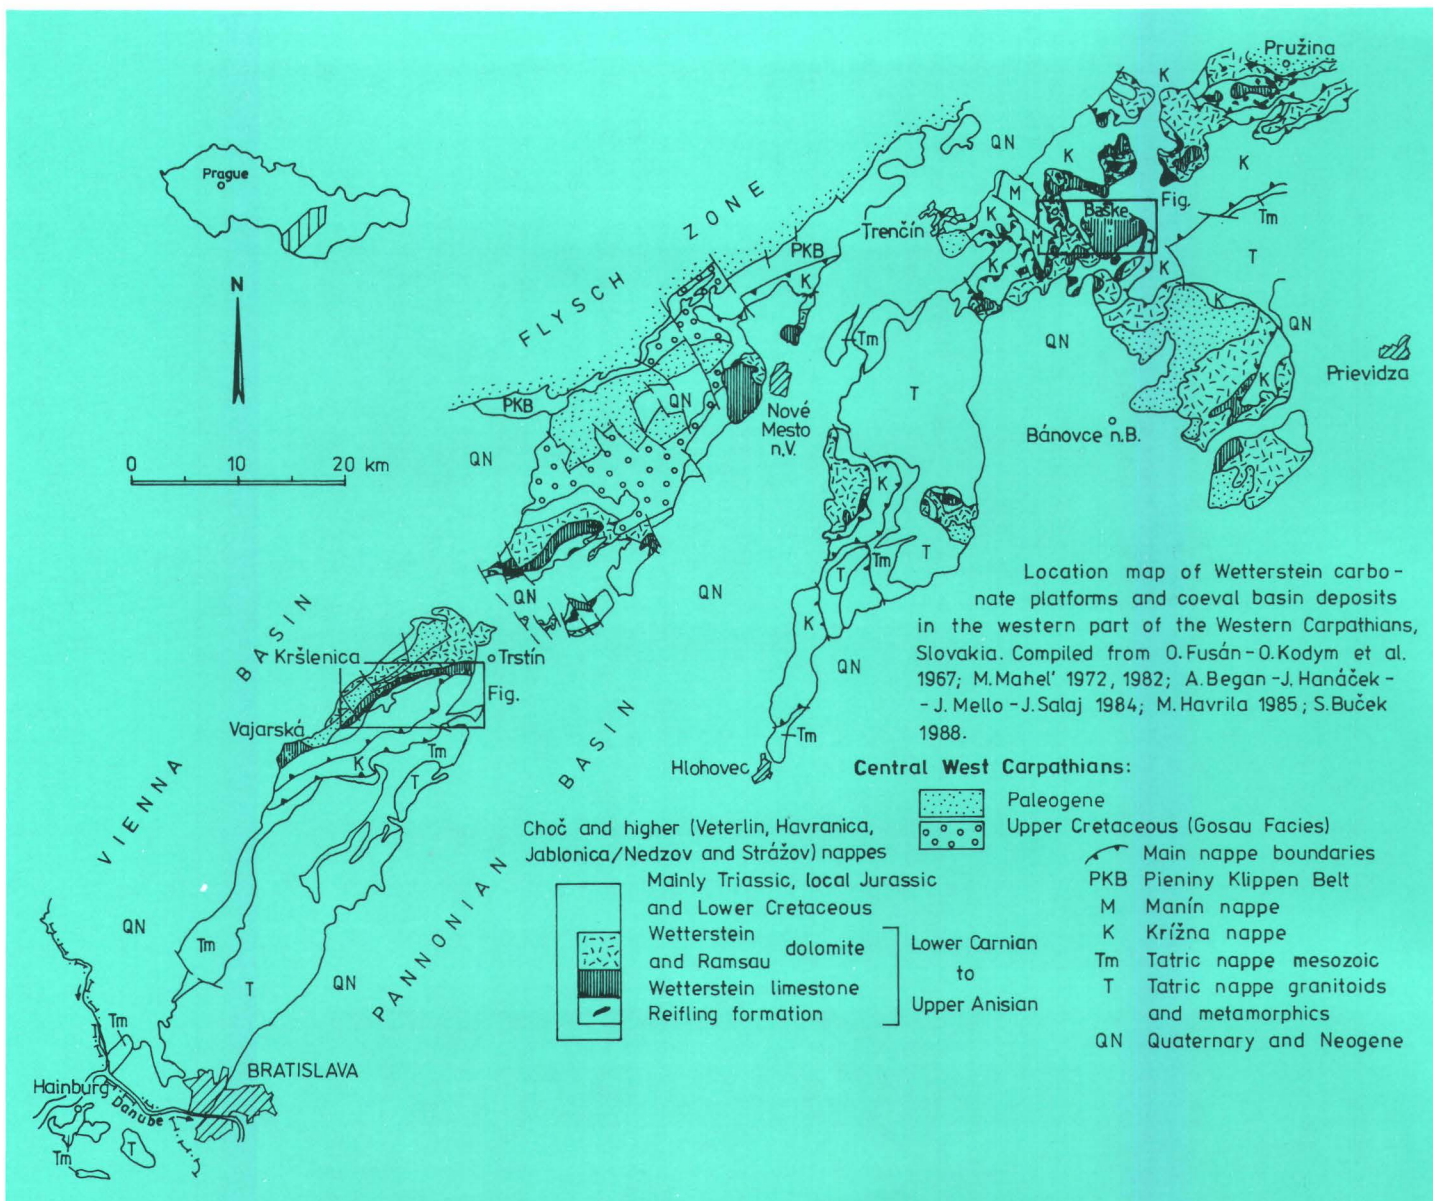 Pružina
K
QN
K
K
Prague
M
K
Baške
Fig.
Tm
FLYSCH ZONE
Trenčín
K
M
K
K
T
PKB
K
K
N
QN
QN
Tm
Prievidza
K
PKB
QN
Nové
Mesto
n.V.
T
Bánovce n.B.
QN
0 10 20 km
K
T
Tm
T
QN
QN
K
QN
VIENNA BASIN
Kršlenica
Trstín
Fig.
Vajarská
Tm
K
T
Tm
Hlohovec
PANNONIAN BASIN
QN
Tm
T
QN
Tm
T
BRATISLAVA
Hainburg
Danube
T
Tm
Location map of Wetterstein carbo-
nate platforms and coeval basin deposits
in the western part of the Western Carpathians,
Slovakia. Compiled from O.Fusán-O.Kodym et al.
1967; M.Mahel' 1972, 1982; A.Began-J.Hanáček-
-J.Mello-J.Salaj 1984; M.Havrila 1985; S.Buček
1988.
Central West Carpathians:
Paleogene
Upper Cretaceous (Gosau Facies)
Choč and higher (Veterlin, Havranica,
Jablonica/Nedzov and Strážov) nappes
Mainly Triassic, local Jurassic
and Lower Cretaceous
Wetterstein
and Ramsau dolomite
Wetterstein limestone
Reifling formation
Lower Carnian
to
Upper Anisian
Main nappe boundaries
PKB Pieniny Klippen Belt
M Manín nappe
K Krížna nappe
Tm Tatric nappe mesozoic
T Tatric nappe granitoids
and metamorphics
QN Quaternary and Neogene